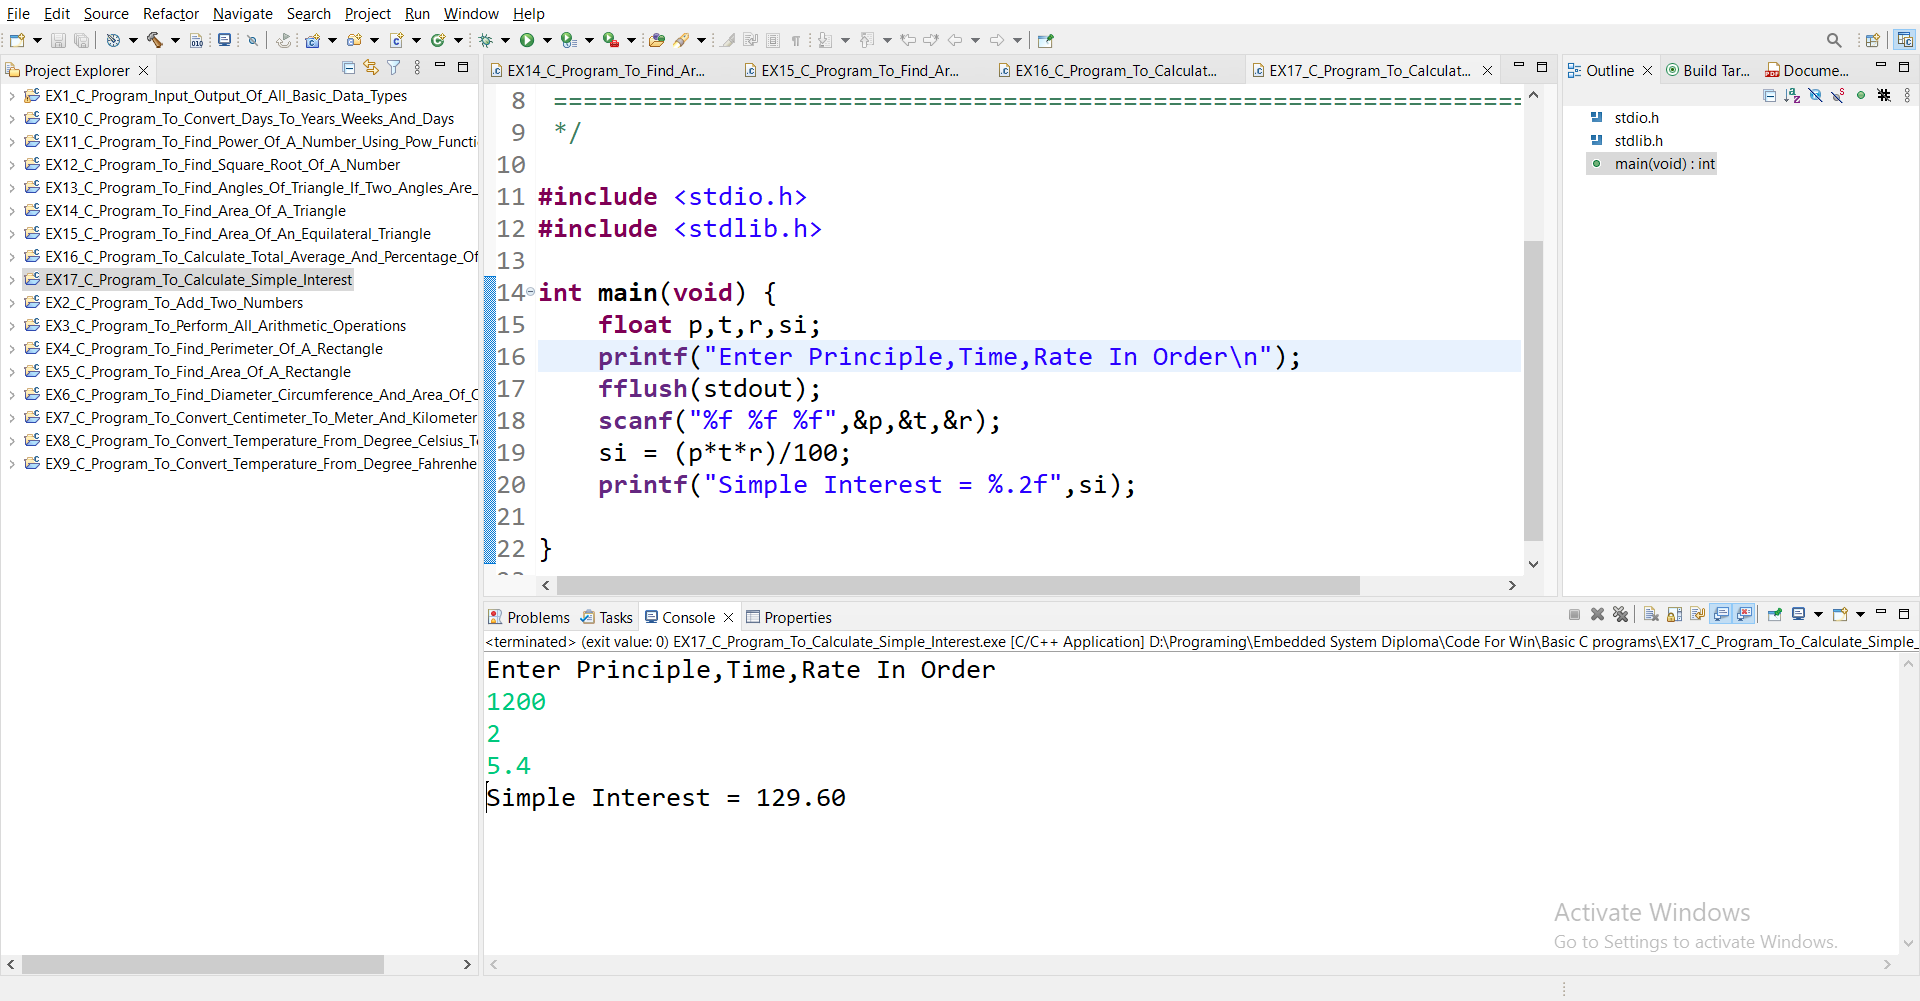 File Edit Source Refactor Navigate Search Project Run Window Help
Project Explorer
EX1_C_Program_Input_Output_Of_All_Basic_Data_Types
EX10_C_Program_To_Convert_Days_To_Years_Weeks_And_Days
EX11_C_Program_To_Find_Power_Of_A_Number_Using_Pow_Functi
EX12_C_Program_To_Find_Square_Root_Of_A_Number
EX13_C_Program_To_Find_Angles_Of_Triangle_If_Two_Angles_Are_
EX14_C_Program_To_Find_Area_Of_A_Triangle
EX15_C_Program_To_Find_Area_Of_An_Equilateral_Triangle
EX16_C_Program_To_Calculate_Total_Average_And_Percentage_Of
EX17_C_Program_To_Calculate_Simple_Interest
EX2_C_Program_To_Add_Two_Numbers
EX3_C_Program_To_Perform_All_Arithmetic_Operations
EX4_C_Program_To_Find_Perimeter_Of_A_Rectangle
EX5_C_Program_To_Find_Area_Of_A_Rectangle
EX6_C_Program_To_Find_Diameter_Circumference_And_Area_Of_C
EX7_C_Program_To_Convert_Centimeter_To_Meter_And_Kilometer
EX8_C_Program_To_Convert_Temperature_From_Degree_Celsius_T
EX9_C_Program_To_Convert_Temperature_From_Degree_Fahrenhe
EX14_C_Program_To_Find_Ar... EX15_C_Program_To_Find_Ar... EX16_C_Program_To_Calculat... EX17_C_Program_To_Calculat...
8 =================================================================
9 */
10
11 #include <stdio.h>
12 #include <stdlib.h>
13
14 int main(void) {
15 float p,t,r,si;
16 printf("Enter Principle,Time,Rate In Order\n");
17 fflush(stdout);
18 scanf("%f %f %f",&p,&t,&r);
19 si = (p*t*r)/100;
20 printf("Simple Interest = %.2f",si);
21
22 }
Outline Build Tar... Docume...
stdio.h
stdlib.h
main(void) : int
Problems Tasks Console Properties
<terminated> (exit value: 0) EX17_C_Program_To_Calculate_Simple_Interest.exe [C/C++ Application] D:\Programing\Embedded System Diploma\Code For Win\Basic C programs\EX17_C_Program_To_Calculate_Simple_
Enter Principle,Time,Rate In Order
1200
2
5.4
Simple Interest = 129.60
Activate Windows
Go to Settings to activate Windows.